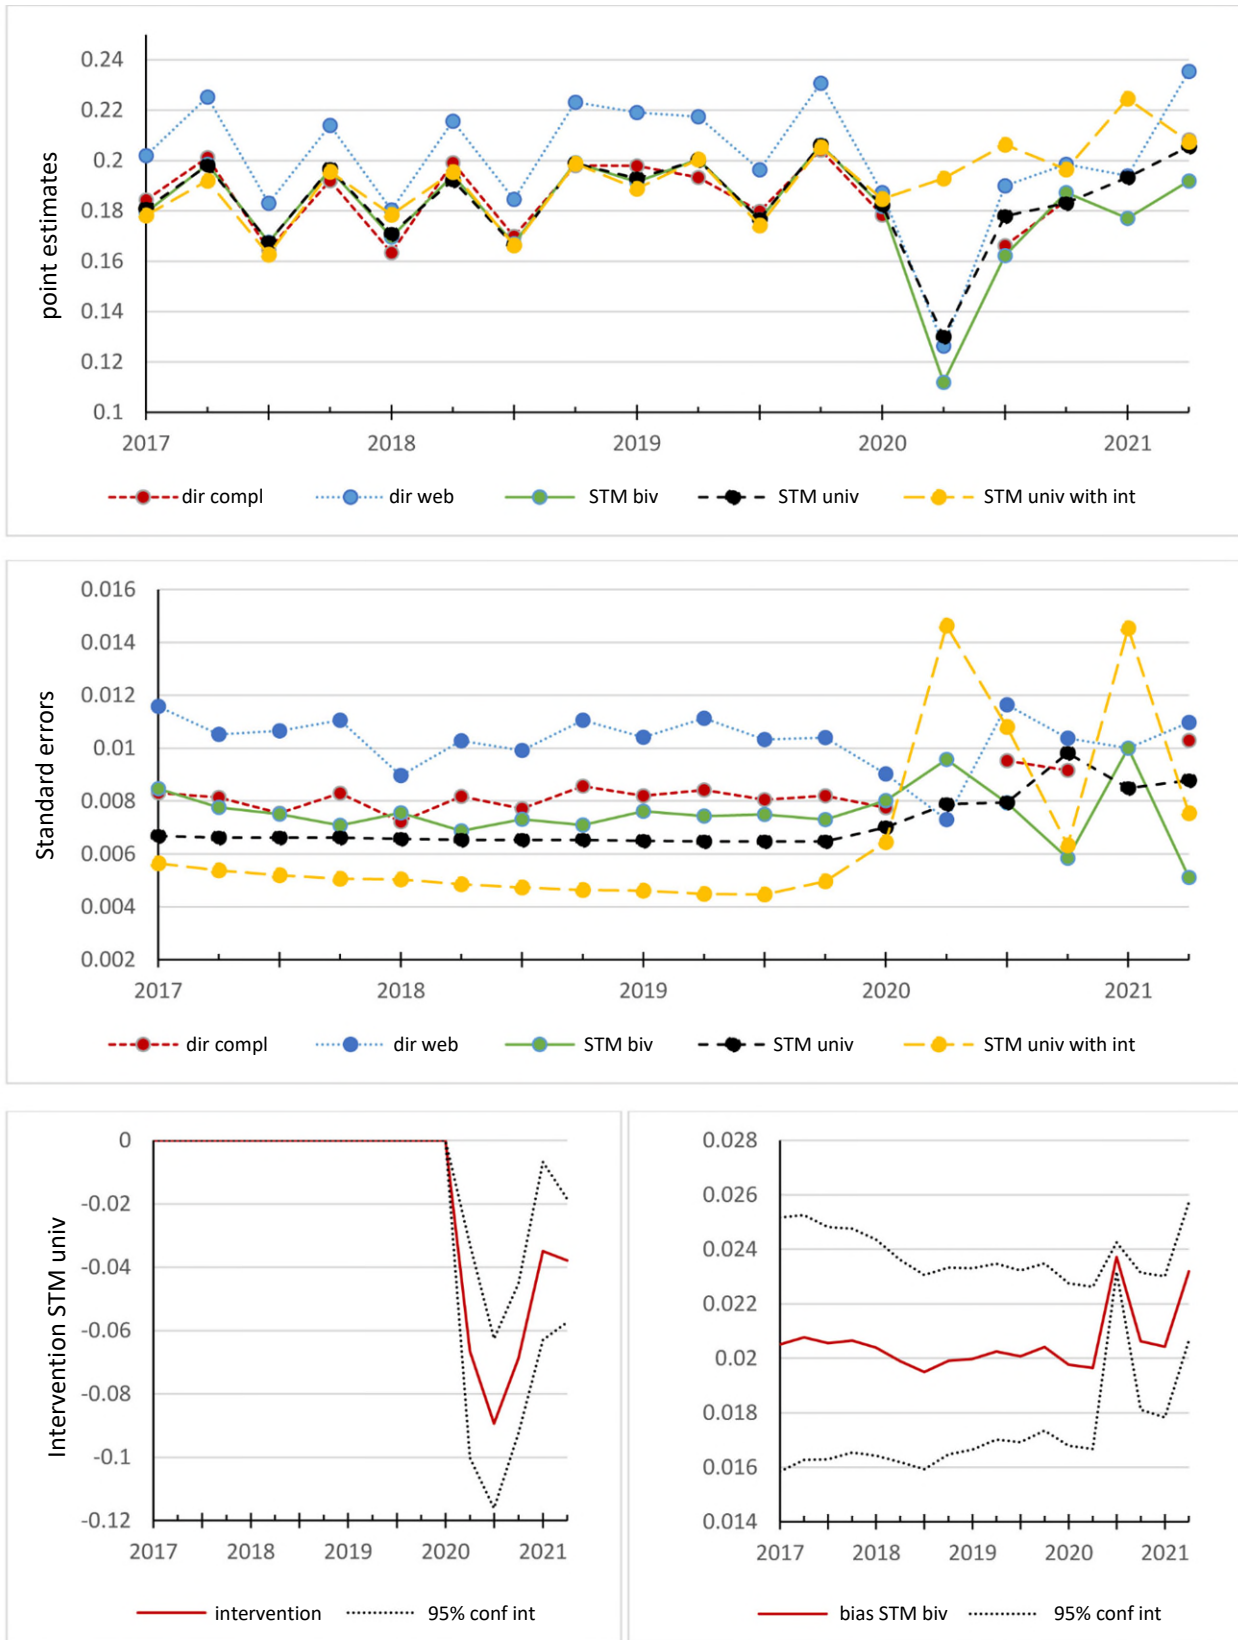 point estimates
0.24
0.22
0.2
0.18
0.16
0.14
0.12
0.1
2017 2018 2019 2020 2021
dir compl dir web STM biv STM univ STM univ with int
Standard errors
0.016
0.014
0.012
0.01
0.008
0.006
0.004
0.002
2017 2018 2019 2020 2021
dir compl dir web STM biv STM univ STM univ with int
Intervention STM univ
0
-0.02
-0.04
-0.06
-0.08
-0.1
-0.12
2017 2018 2019 2020 2021
intervention 95% conf int
0.028
0.026
0.024
0.022
0.02
0.018
0.016
0.014
2017 2018 2019 2020 2021
bias STM biv 95% conf int